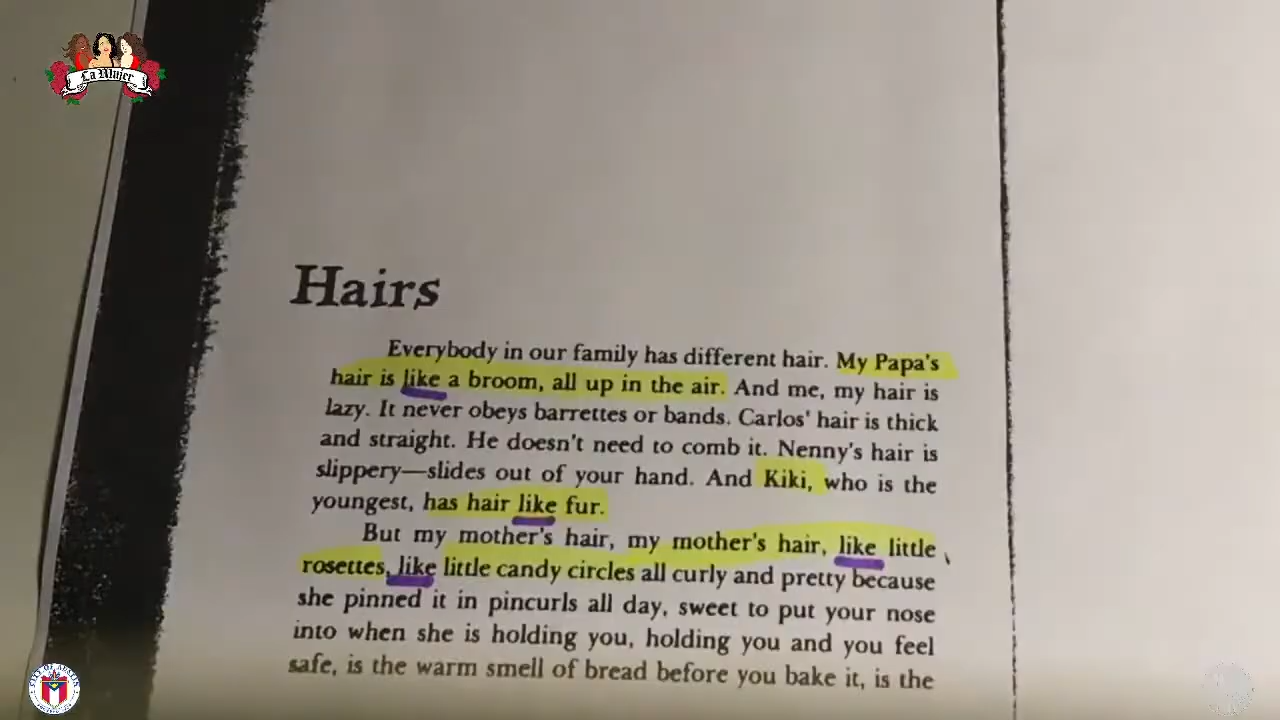 La Mujer
Hairs
Everybody in our family has different hair. My Papa's
hair is like a broom, all up in the air. And me, my hair is
lazy. It never obeys barrettes or bands. Carlos' hair is thick
and straight. He doesn't need to comb it. Nenny's hair is
slippery—slides out of your hand. And Kiki, who is the
youngest, has hair like fur.
But my mother's hair, my mother's hair, like little
rosettes, like little candy circles all curly and pretty because
she pinned it in pincurls all day, sweet to put your nose
into when she is holding you, holding you and you feel
safe, is the warm smell of bread before you bake it, is the